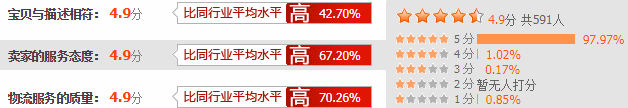 宝贝与描述相符：4.9分 比同行业平均水平 高 42.70%
卖家的服务态度：4.9分 比同行业平均水平 高 67.20%
物流服务的质量：4.9分 比同行业平均水平 高 70.26%
4.9分 共591人
5分 97.97%
4分 1.02%
3分 0.17%
2分 暂无人打分
1分 0.85%